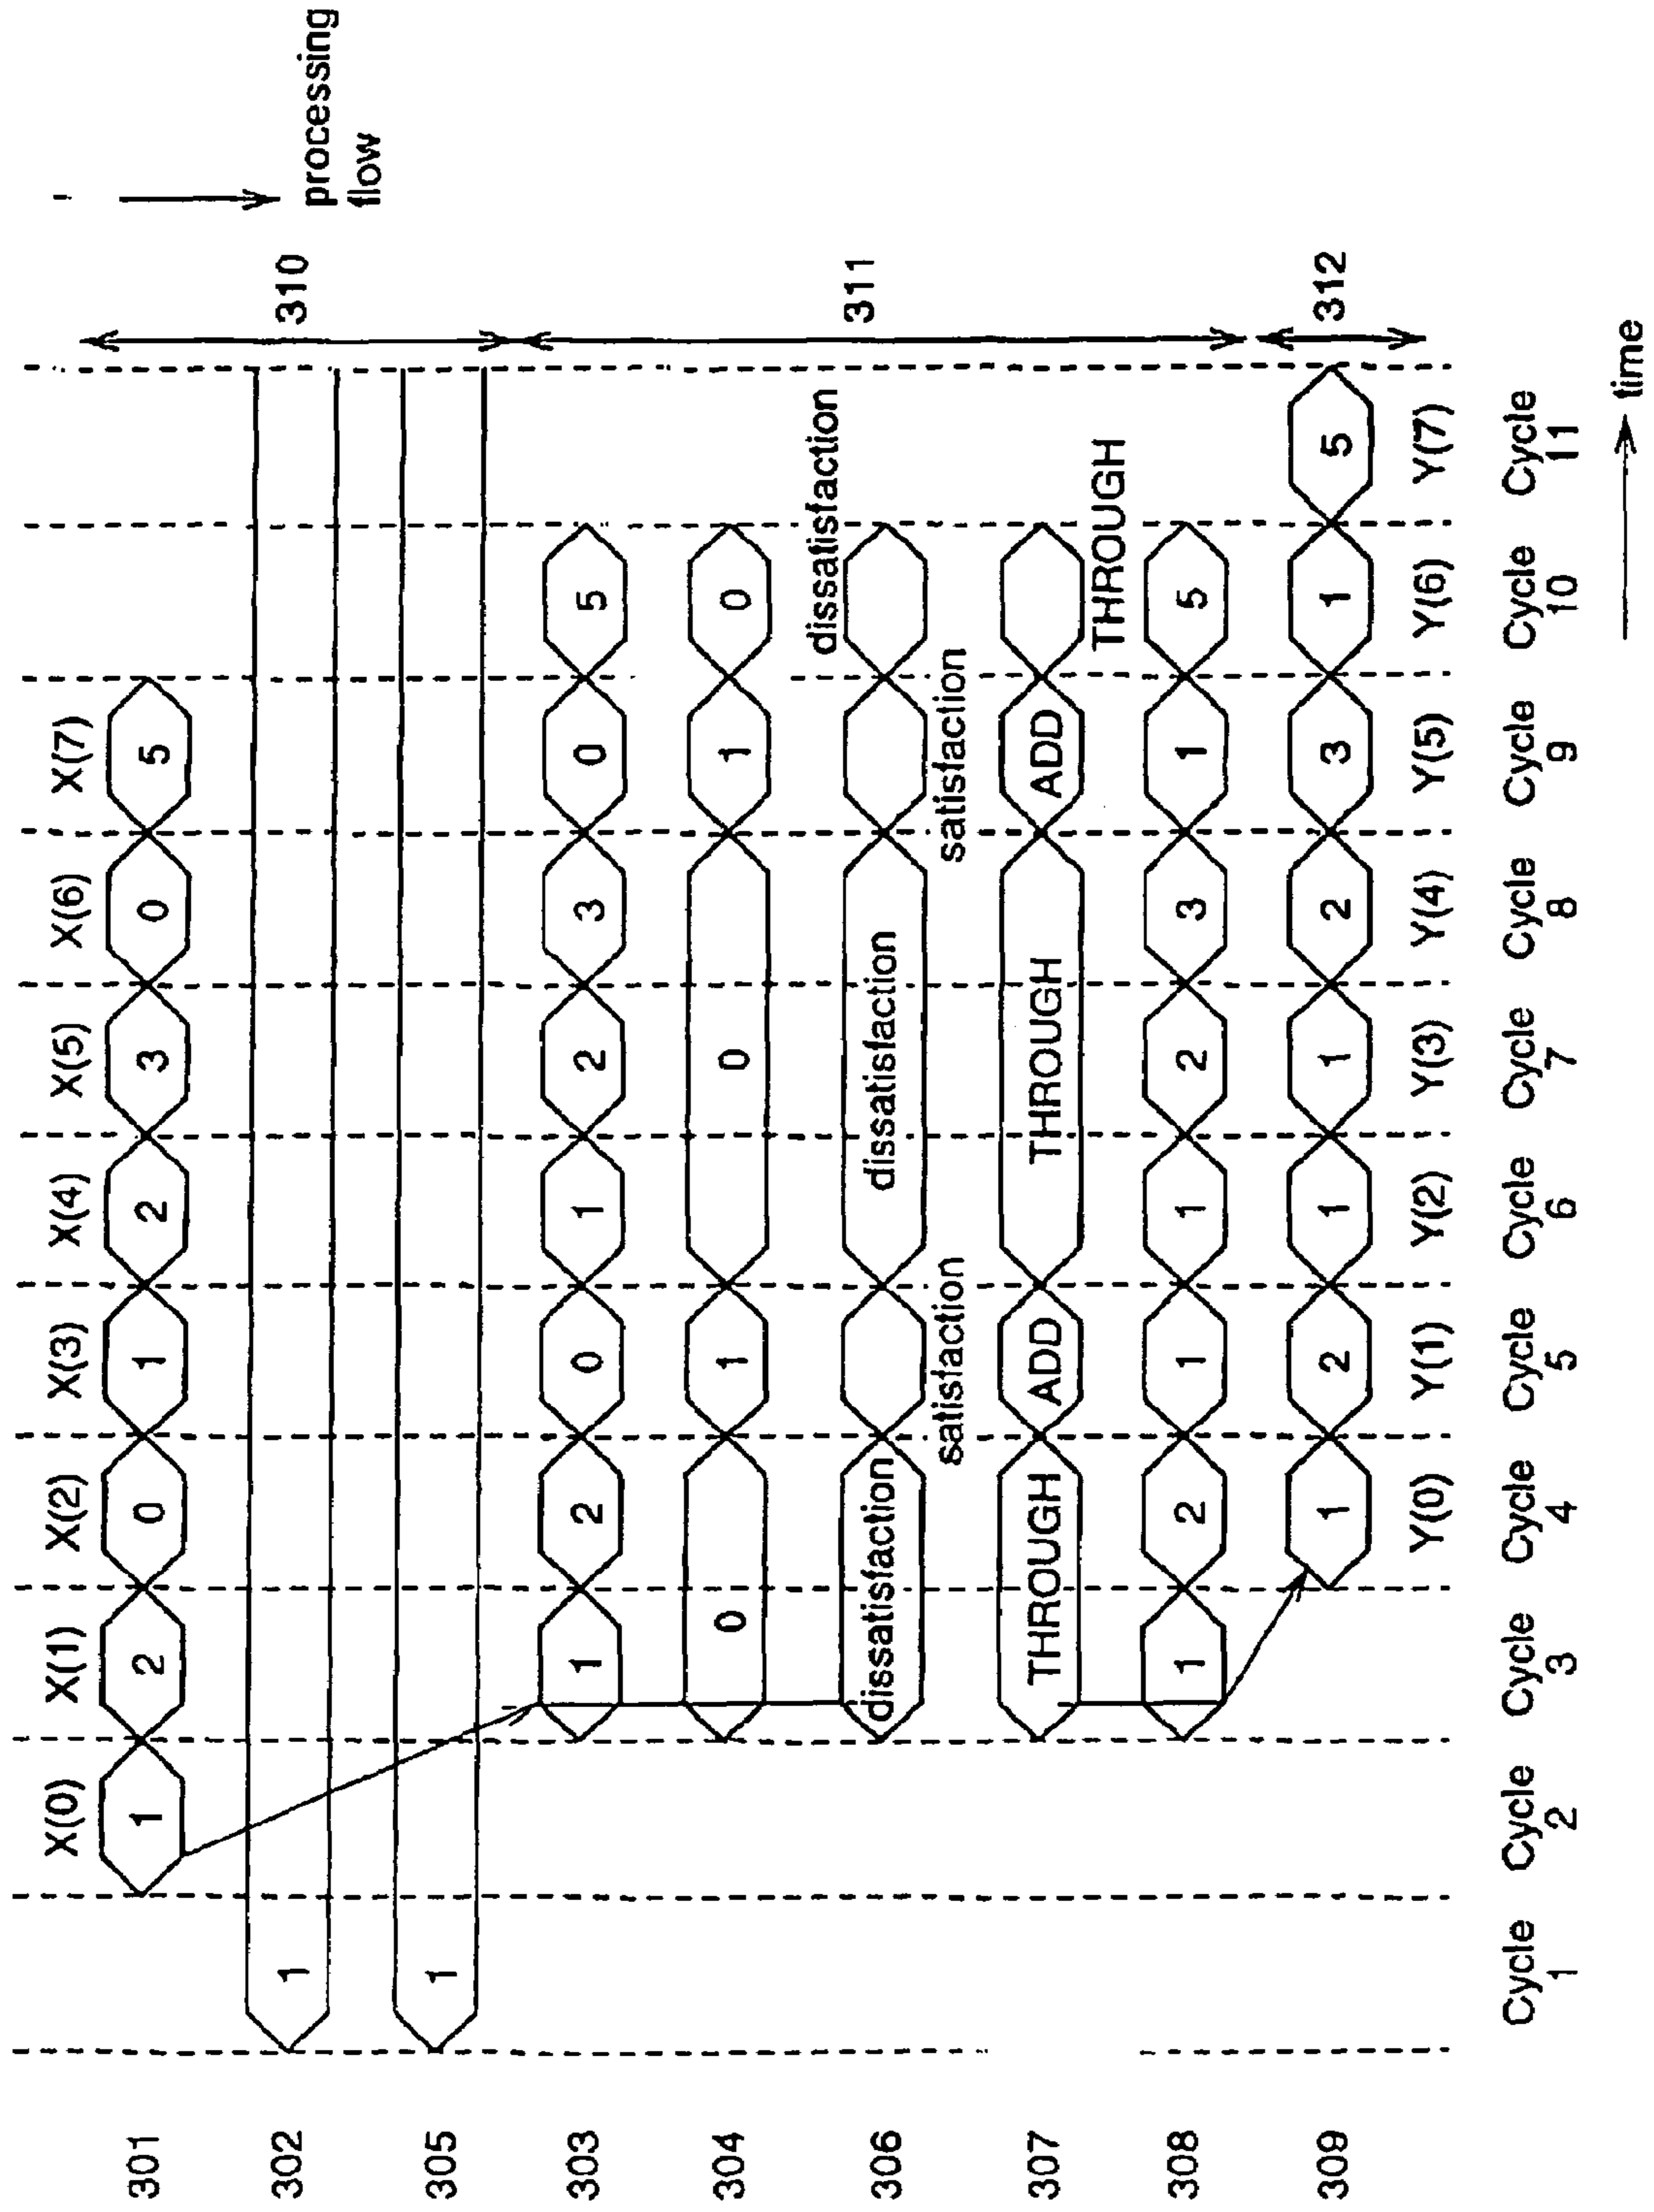 X(0) X(1) X(2) X(3) X(4) X(5) X(6) X(7)
301 1 2 0 1 2 3 0 5
processing
flow
302 1
310
305 1
303 1 2 0 1 2 3 0 5
304 0 1 0 1 0
dissatisfaction
306 dissatisfaction dissatisfaction
311
satisfaction satisfaction
307 THROUGH ADD THROUGH ADD
THROUGH
308 1 2 1 1 2 3 1 5
309 1 2 1 1 2 3 1 5
312
Y(0) Y(1) Y(2) Y(3) Y(4) Y(5) Y(6) Y(7)
Cycle Cycle Cycle Cycle Cycle Cycle Cycle Cycle Cycle Cycle Cycle
1 2 3 4 5 6 7 8 9 10 11
time